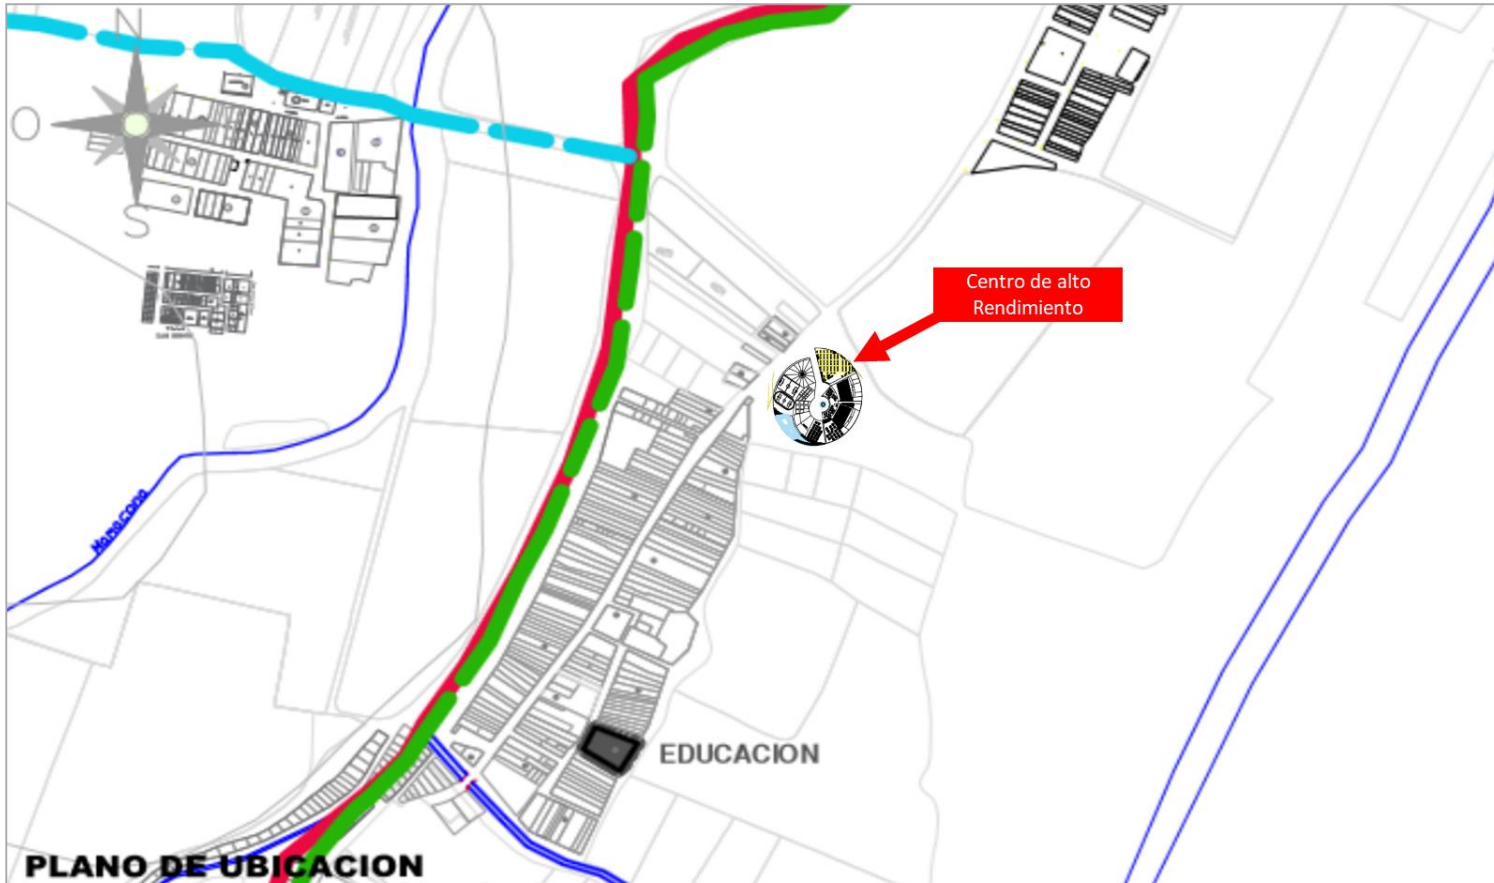 N
O
S
Centro de alto
Rendimiento
EDUCACION
PLANO DE UBICACION